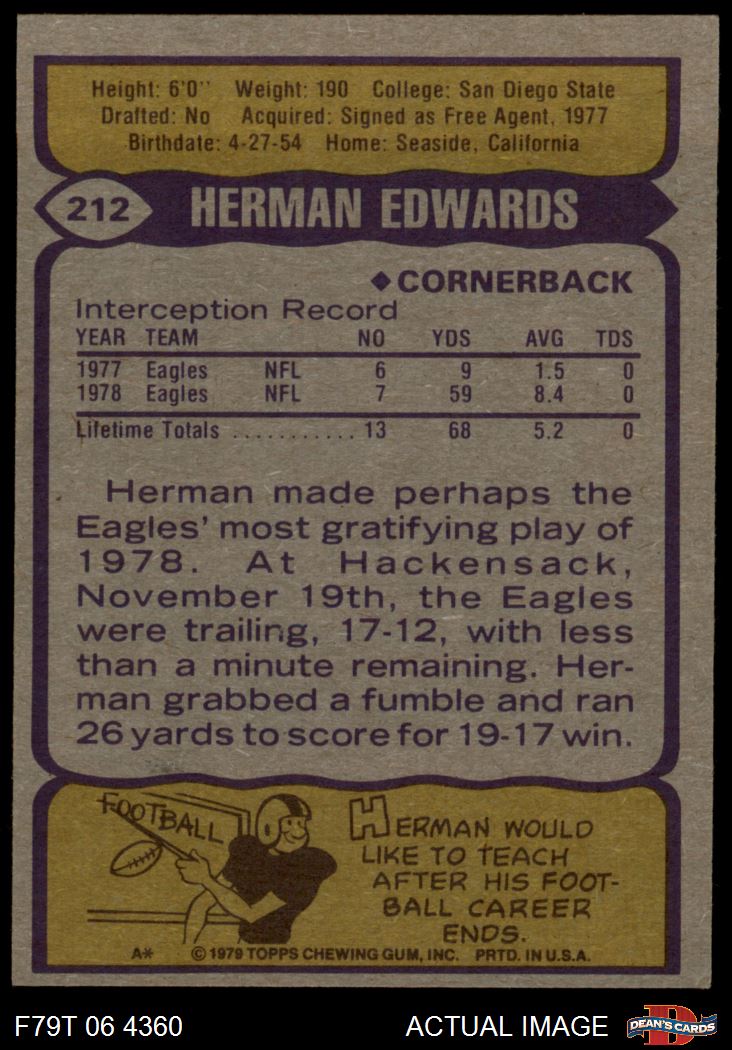 Height: 6'0'' Weight: 190 College: San Diego State
Drafted: No Acquired: Signed as Free Agent, 1977
Birthdate: 4-27-54 Home: Seaside, California
212 HERMAN EDWARDS
◆CORNERBACK
Interception Record
YEAR TEAM NO YDS AVG TDS
1977 Eagles NFL 6 9 1.5 0
1978 Eagles NFL 7 59 8.4 0
Lifetime Totals ........... 13 68 5.2 0
Herman made perhaps the
Eagles' most gratifying play of
1978. At Hackensack,
November 19th, the Eagles
were trailing, 17-12, with less
than a minute remaining. Her-
man grabbed a fumble and ran
26 yards to score for 19-17 win.
FOOTBALL
HERMAN WOULD
LIKE TO TEACH
AFTER HIS FOOT-
BALL CAREER
ENDS.
A* © 1979 TOPPS CHEWING GUM, INC. PRTD. IN U.S.A.
F79T 06 4360 ACTUAL IMAGE D DEAN'S CARDS